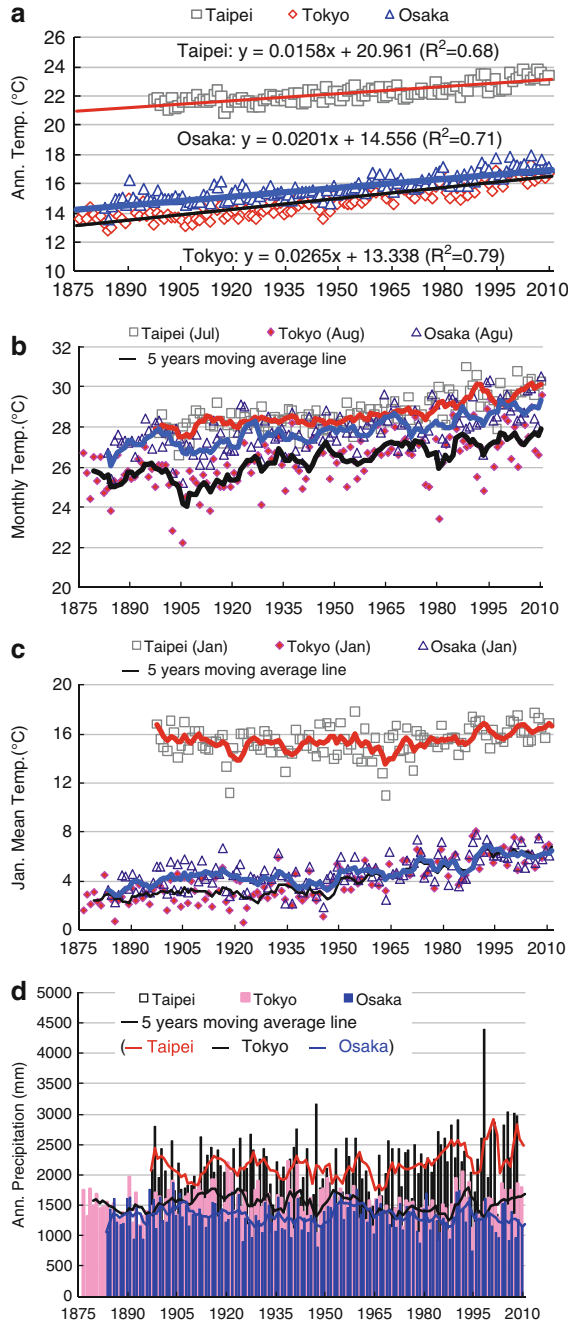 a
Taipei Tokyo Osaka
26
24
22
20
18
16
14
12
10
Ann. Temp. (°C)
Taipei: y = 0.0158x + 20.961 (R²=0.68)
Osaka: y = 0.0201x + 14.556 (R²=0.71)
Tokyo: y = 0.0265x + 13.338 (R²=0.79)
1875 1890 1905 1920 1935 1950 1965 1980 1995 2010
b
Taipei (Jul) Tokyo (Aug) Osaka (Agu)
5 years moving average line
32
30
28
26
24
22
20
Monthly Temp.(°C)
1875 1890 1905 1920 1935 1950 1965 1980 1995 2010
c
Taipei (Jan) Tokyo (Jan) Osaka (Jan)
5 years moving average line
20
16
12
8
4
0
Jan. Mean Temp.(°C)
1875 1890 1905 1920 1935 1950 1965 1980 1995 2010
d
Taipei Tokyo Osaka
5 years moving average line
( Taipei Tokyo Osaka)
5000
4500
4000
3500
3000
2500
2000
1500
1000
500
0
Ann. Precipitation (mm)
1875 1890 1905 1920 1935 1950 1965 1980 1995 2010